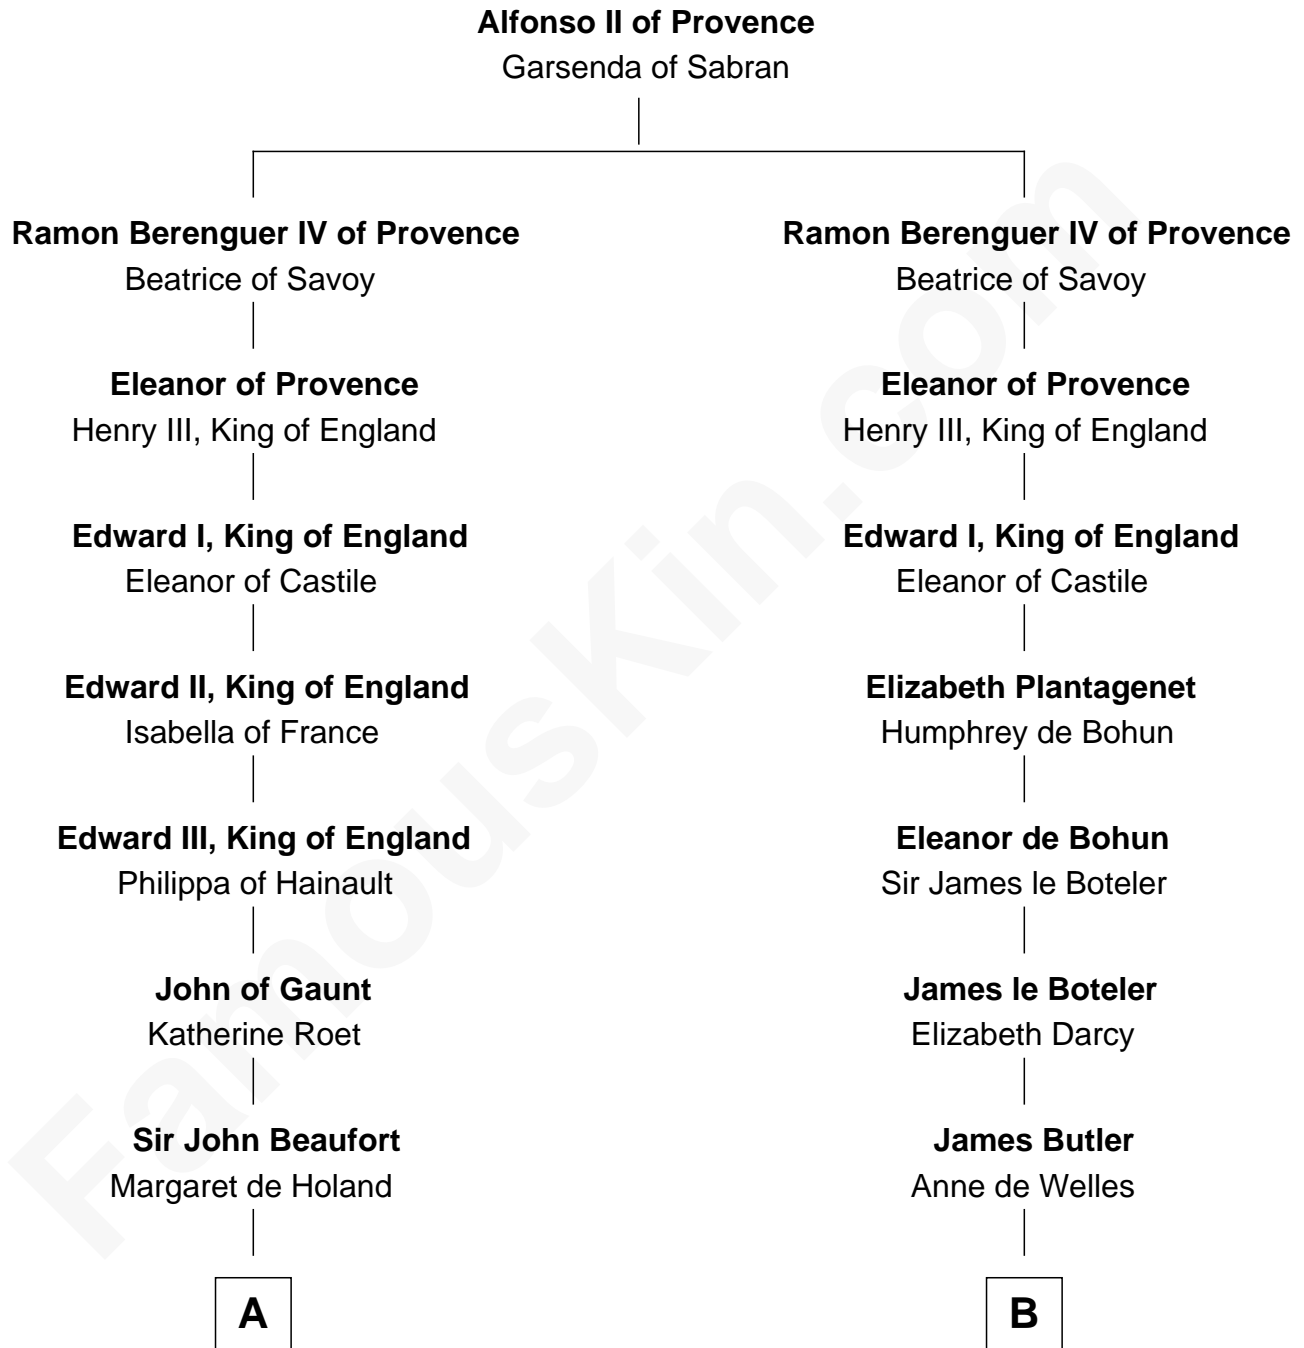 Alfonso II of Provence
Garsenda of Sabran
Ramon Berenguer IV of Provence
Beatrice of Savoy
Eleanor of Provence
Henry III, King of England
Edward I, King of England
Eleanor of Castile
Edward II, King of England
Isabella of France
Edward III, King of England
Philippa of Hainault
John of Gaunt
Katherine Roet
Sir John Beaufort
Margaret de Holand
A
Ramon Berenguer IV of Provence
Beatrice of Savoy
Eleanor of Provence
Henry III, King of England
Edward I, King of England
Eleanor of Castile
Elizabeth Plantagenet
Humphrey de Bohun
Eleanor de Bohun
Sir James le Boteler
James le Boteler
Elizabeth Darcy
James Butler
Anne de Welles
B
FamousKin.com